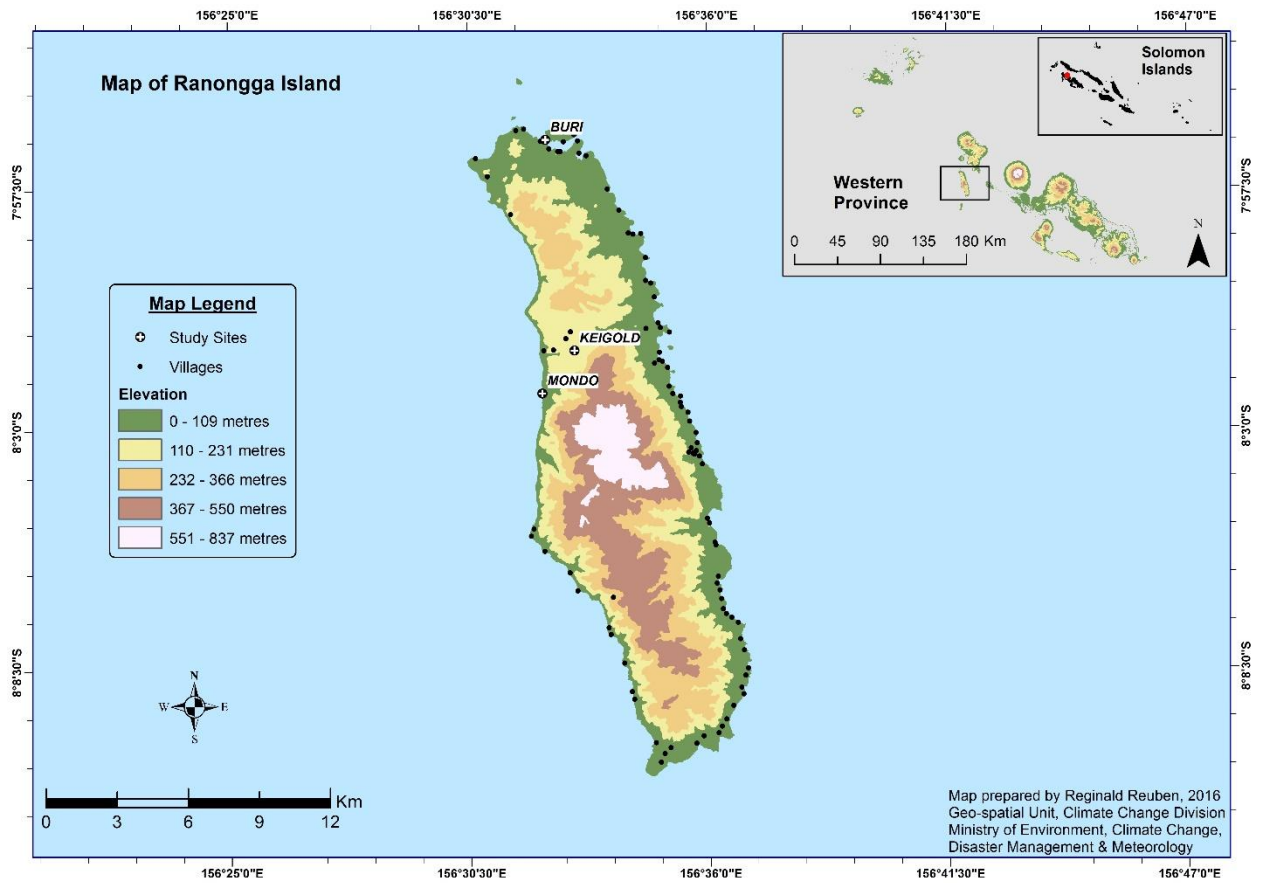 156°25'0"E 156°30'30"E 156°36'0"E 156°41'30"E 156°47'0"E
Map of Ranongga Island
Solomon
Islands
Western
Province
N
0 45 90 135 180 Km
BURI
KEIGOLD
MONDO
Map Legend
Study Sites
Villages
Elevation
0 - 109 metres
110 - 231 metres
232 - 366 metres
367 - 550 metres
551 - 837 metres
7°57'30"S
8°3'0"S
8°8'30"S
7°57'30"S
8°3'0"S
8°8'30"S
N
W E
S
0 3 6 9 12 Km
Map prepared by Reginald Reuben, 2016
Geo-spatial Unit, Climate Change Division
Ministry of Environment, Climate Change,
Disaster Management & Meteorology
156°25'0"E 156°30'30"E 156°36'0"E 156°41'30"E 156°47'0"E